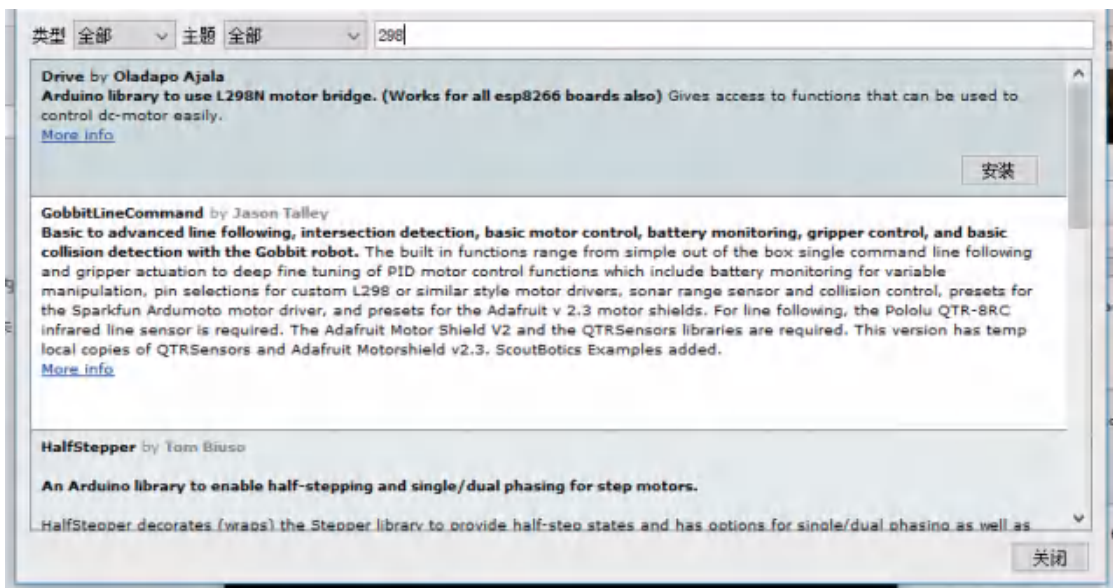 类型 全部 主题 全部 298
Drive by Oladapo Ajala
Arduino library to use L298N motor bridge. (Works for all esp8266 boards also) Gives access to functions that can be used to
control dc-motor easily.
More info
安装
GobbitLineCommand by Jason Talley
Basic to advanced line following, intersection detection, basic motor control, battery monitoring, gripper control, and basic
collision detection with the Gobbit robot. The built in functions range from simple out of the box single command line following
and gripper actuation to deep fine tuning of PID motor control functions which include battery monitoring for variable
manipulation, pin selections for custom L298 or similar style motor drivers, sonar range sensor and collision control, presets for
the Sparkfun Ardumoto motor driver, and presets for the Adafruit v 2.3 motor shields. For line following, the Pololu QTR-8RC
infrared line sensor is required. The Adafruit Motor Shield V2 and the QTRSensors libraries are required. This version has temp
local copies of QTRSensors and Adafruit Motorshield v2.3. ScoutBotics Examples added.
More info
HalfStepper by Tom Biuso
An Arduino library to enable half-stepping and single/dual phasing for step motors.
HalfStepper decorates (wraps) the Stepper library to provide half-step states and has options for single/dual phasing as well as
关闭